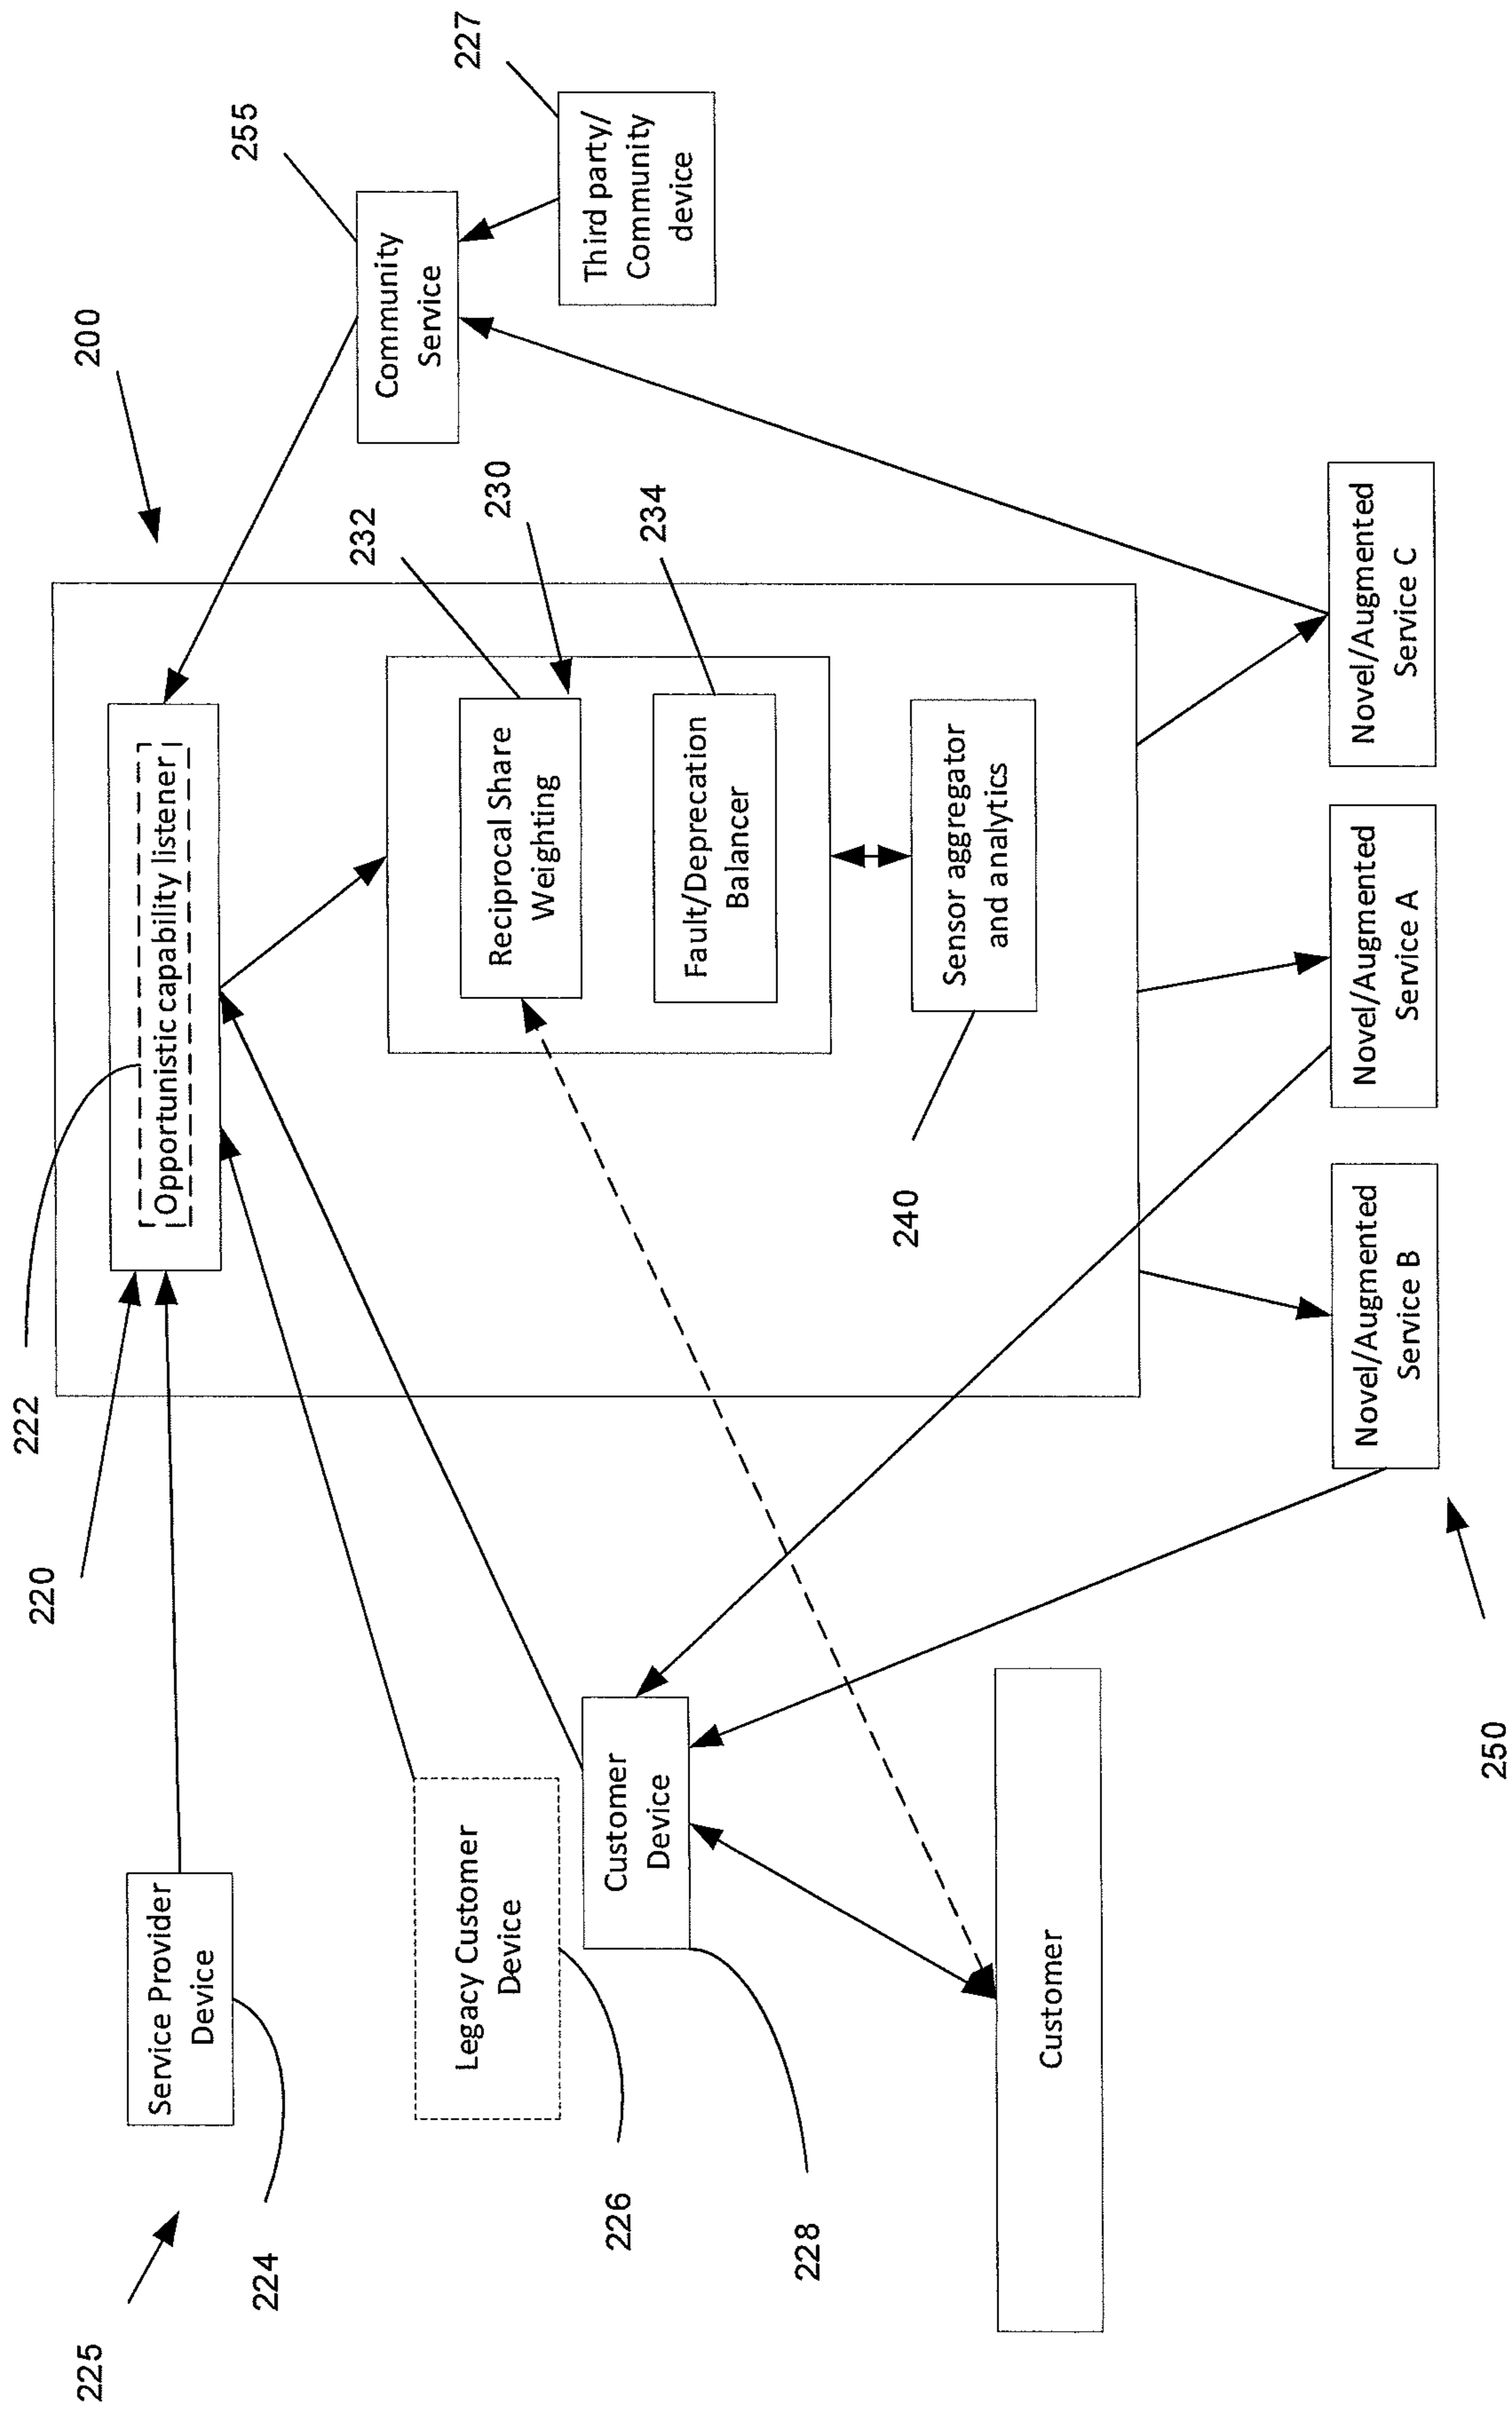 225
224
Service Provider
Device
220
222
Opportunistic capability listener
200
255
Community
Service
227
Third party/
Community
device
226
Legacy Customer
Device
228
Customer
Device
232
230
Reciprocal Share
Weighting
234
Fault/Deprecation
Balancer
240
Sensor aggregator
and analytics
Customer
250
Novel/Augmented
Service B
Novel/Augmented
Service A
Novel/Augmented
Service C